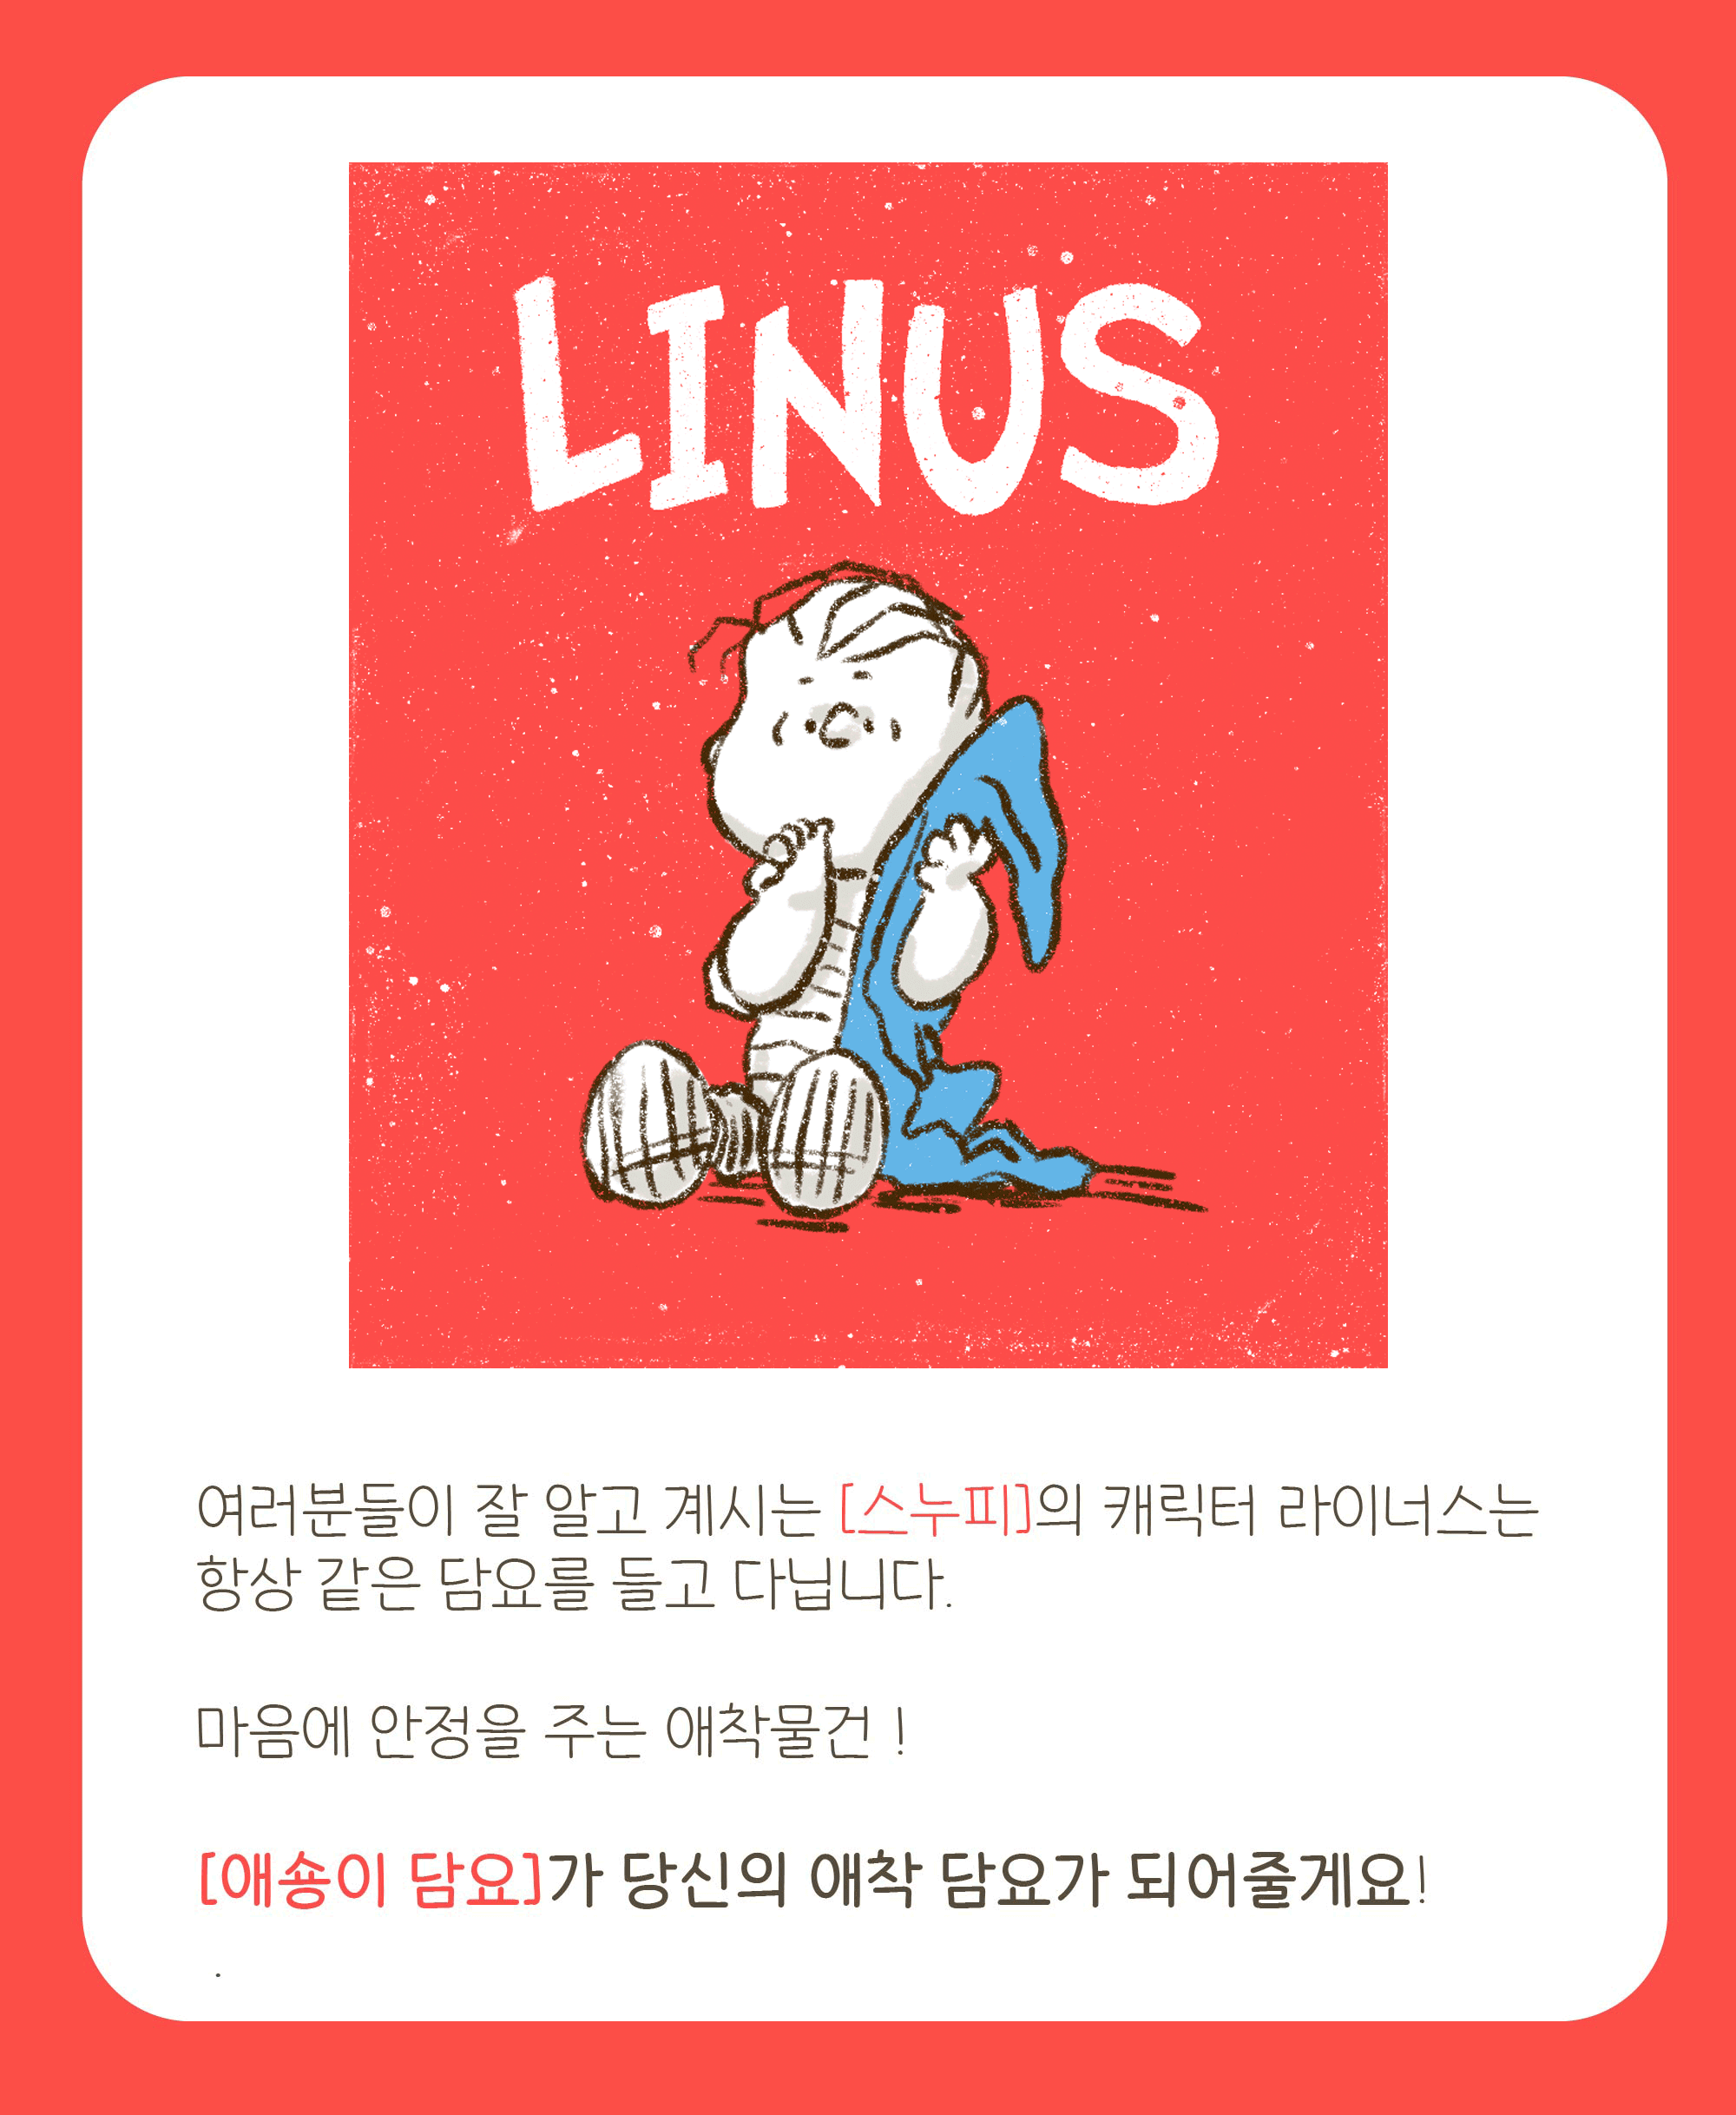 LINUS
여러분들이 잘 알고 계시는 [스누피]의 캐릭터 라이너스는
항상 같은 담요를 들고 다닙니다.
마음에 안정을 주는 애착물건 !
[애숑이 담요]가 당신의 애착 담요가 되어줄게요!
.